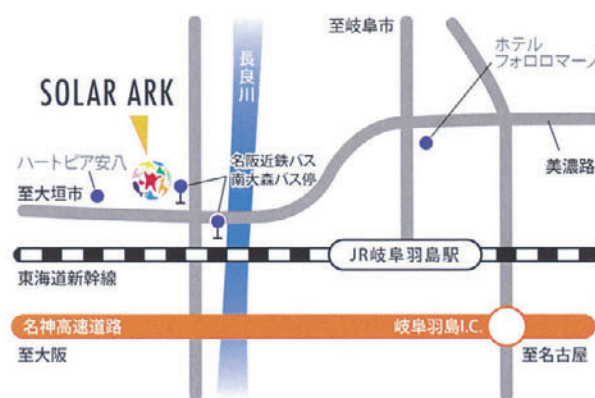 至岐阜市
ホテル
フォロロマーノ
長良川
SOLAR ARK
ハートピア安八
名阪近鉄バス
南大森バス停
美濃路
至大垣市
JR岐阜羽島駅
東海道新幹線
名神高速道路
岐阜羽島I.C.
至大阪
至名古屋